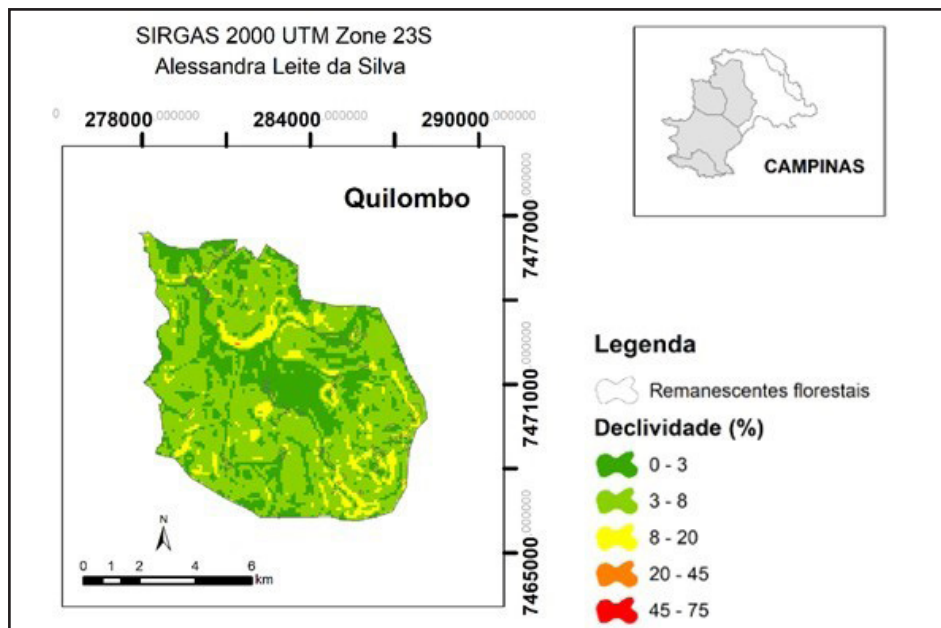 SIRGAS 2000 UTM Zone 23S
Alessandra Leite da Silva
0
278000,000000
284000,000000
290000,000000
Quilombo
7477000,000000
7471000,000000
7465000,000000
N
0 1 2 4 6
km
CAMPINAS
Legenda
Remanescentes florestais
Declividade (%)
0 - 3
3 - 8
8 - 20
20 - 45
45 - 75